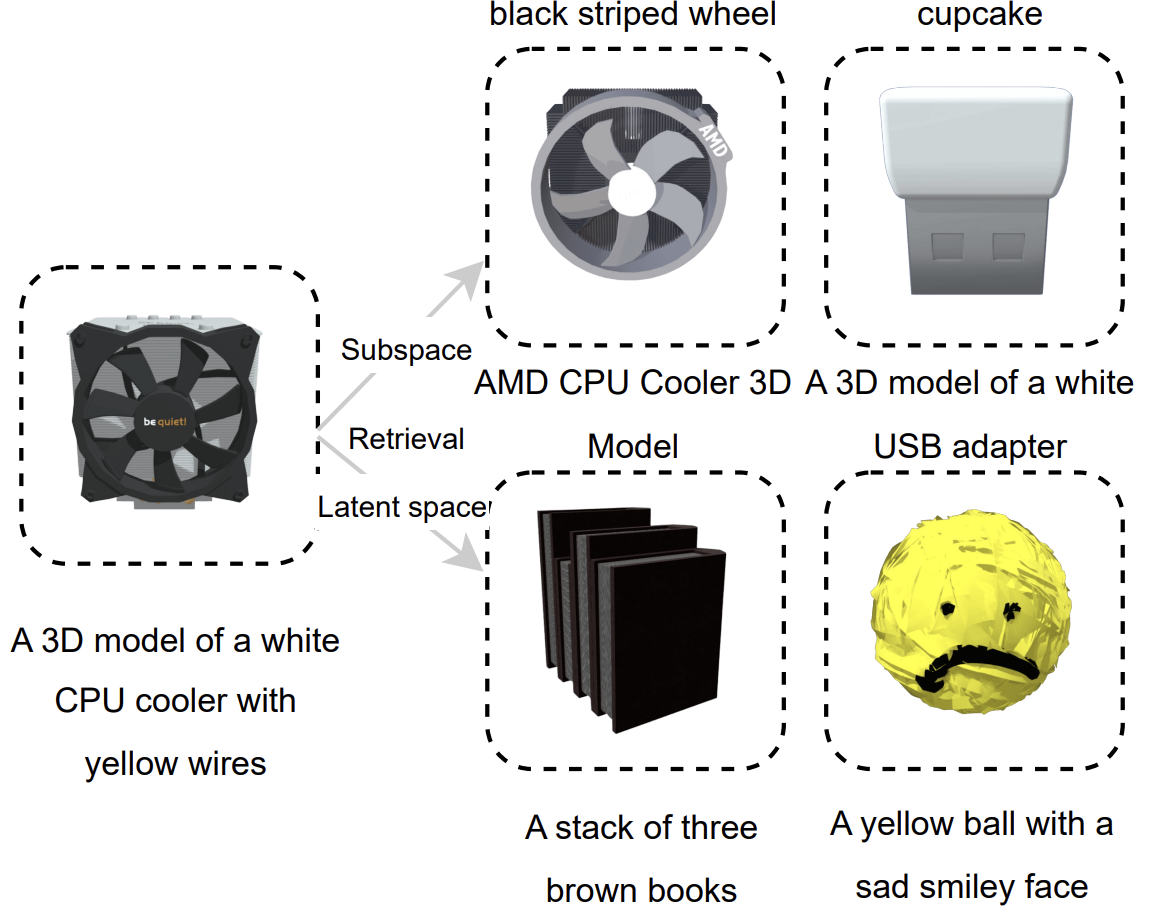 black striped wheel
cupcake
AMD
be quiet!
Subspace
Retrieval
Latent space
AMD CPU Cooler 3D
Model
A 3D model of a white
USB adapter
A 3D model of a white
CPU cooler with
yellow wires
A stack of three
brown books
A yellow ball with a
sad smiley face